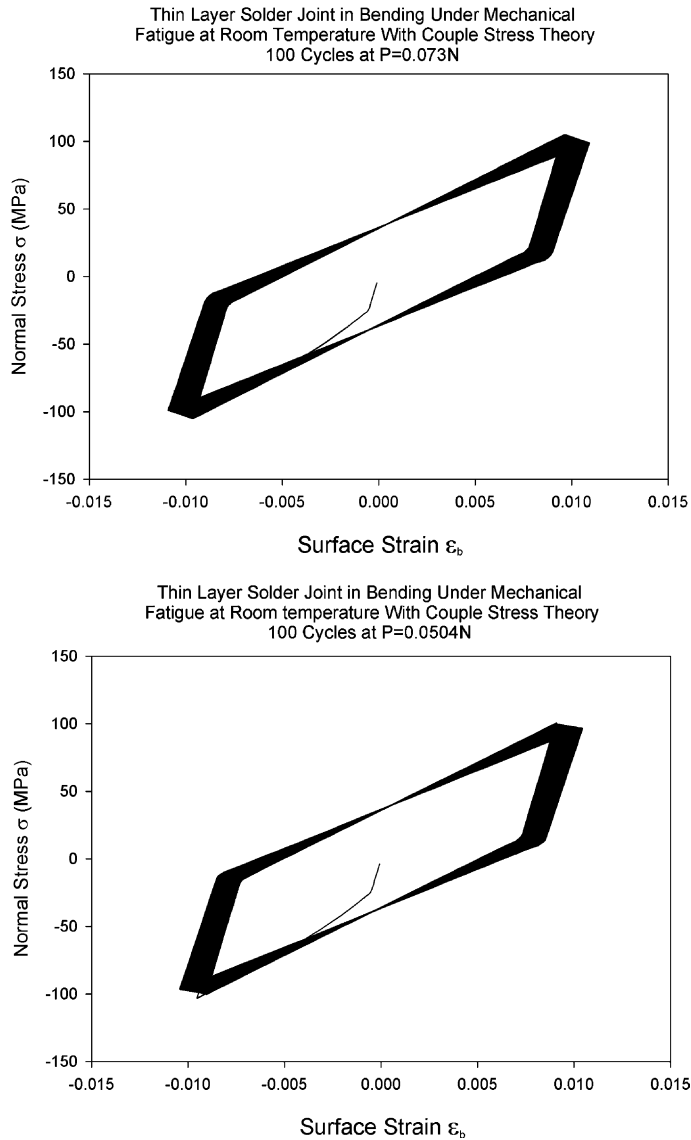 Thin Layer Solder Joint in Bending Under Mechanical
Fatigue at Room Temperature With Couple Stress Theory
100 Cycles at P=0.073N
150
100
50
0
-50
-100
-150
Normal Stress σ (MPa)
-0.015 -0.010 -0.005 0.000 0.005 0.010 0.015
Surface Strain εb
Thin Layer Solder Joint in Bending Under Mechanical
Fatigue at Room temperature With Couple Stress Theory
100 Cycles at P=0.0504N
150
100
50
0
-50
-100
-150
Normal Stress σ (MPa)
-0.015 -0.010 -0.005 0.000 0.005 0.010 0.015
Surface Strain εb